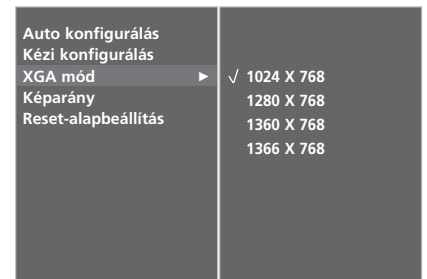 Auto konfigurálás
Kézi konfigurálás
XGA mód ►
Képarány
Reset-alapbeállítás
√ 1024 X 768
1280 X 768
1360 X 768
1366 X 768